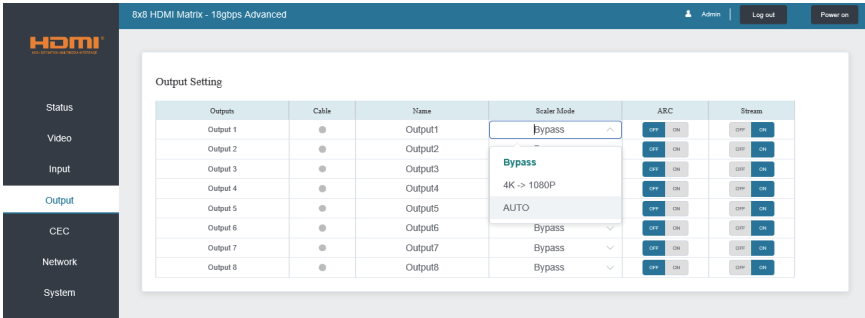 8x8 HDMI Matrix - 18gbps Advanced
Admin
Log out
Power on
HDMI
Status
Video
Input
Output
CEC
Network
System
Output Setting
Outputs Cable Name Scaler Mode ARC Stream
Output 1 Output1 Bypass OFF ON OFF ON
Output 2 Output2 OFF ON OFF ON
Output 3 Output3 OFF ON OFF ON
Output 4 Output4 OFF ON OFF ON
Output 5 Output5 OFF ON OFF ON
Output 6 Output6 Bypass OFF ON OFF ON
Output 7 Output7 Bypass OFF ON OFF ON
Output 8 Output8 Bypass OFF ON OFF ON
Bypass
4K -> 1080P
AUTO